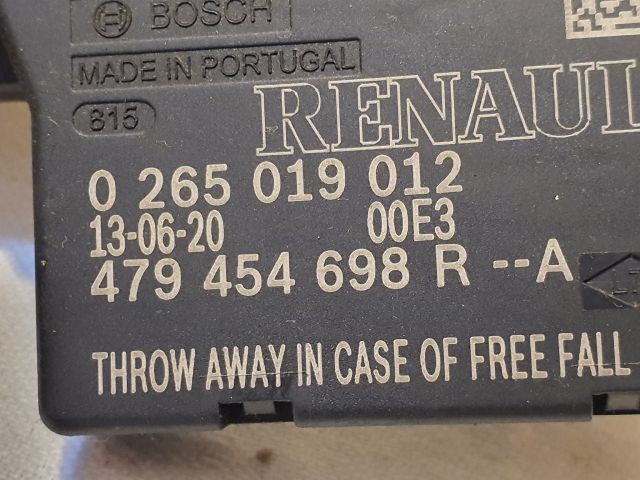 BOSCH
MADE IN PORTUGAL
815
RENAUL
0 265 019 012
13-06-20 00E3
479 454 698 R --A
THROW AWAY IN CASE OF FREE FALL